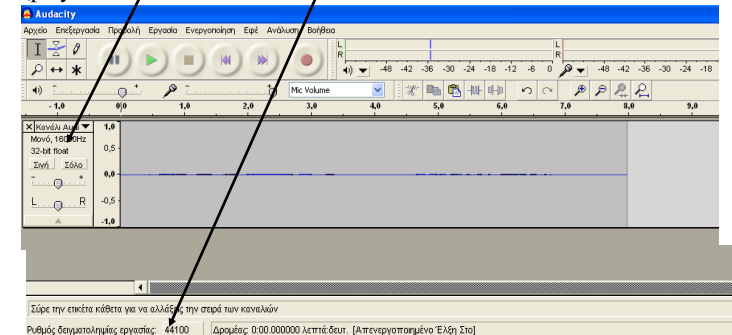 Audacity
Αρχείο Επεξεργασία Προβολή Εργασία Ενεργοποίηση Εφέ Ανάλυση Βοήθεια
L L
R R
-48 -42 -36 -30 -24 -18 -12 -6 0 -48 -42 -36 -30 -24 -18
Mic Volume
- 1,0 0,0 1,0 2,0 3,0 4,0 5,0 6,0 7,0 8,0 9,0
Κανάλι 1,0
Μονό,
32-bit float 0,5
Σιγή Σόλο
- + 0,0
L R -0,5
-1,0
Σύρε την ετικέτα κάθετα για να αλλάξεις την σειρά των καναλιών
Ρυθμός δειγματοληψίας εργασίας: 44100 Δρομέας: 0:00.000000 λεπτά:δευτ. [Απενεργοποιημένο Έλξη Στο]